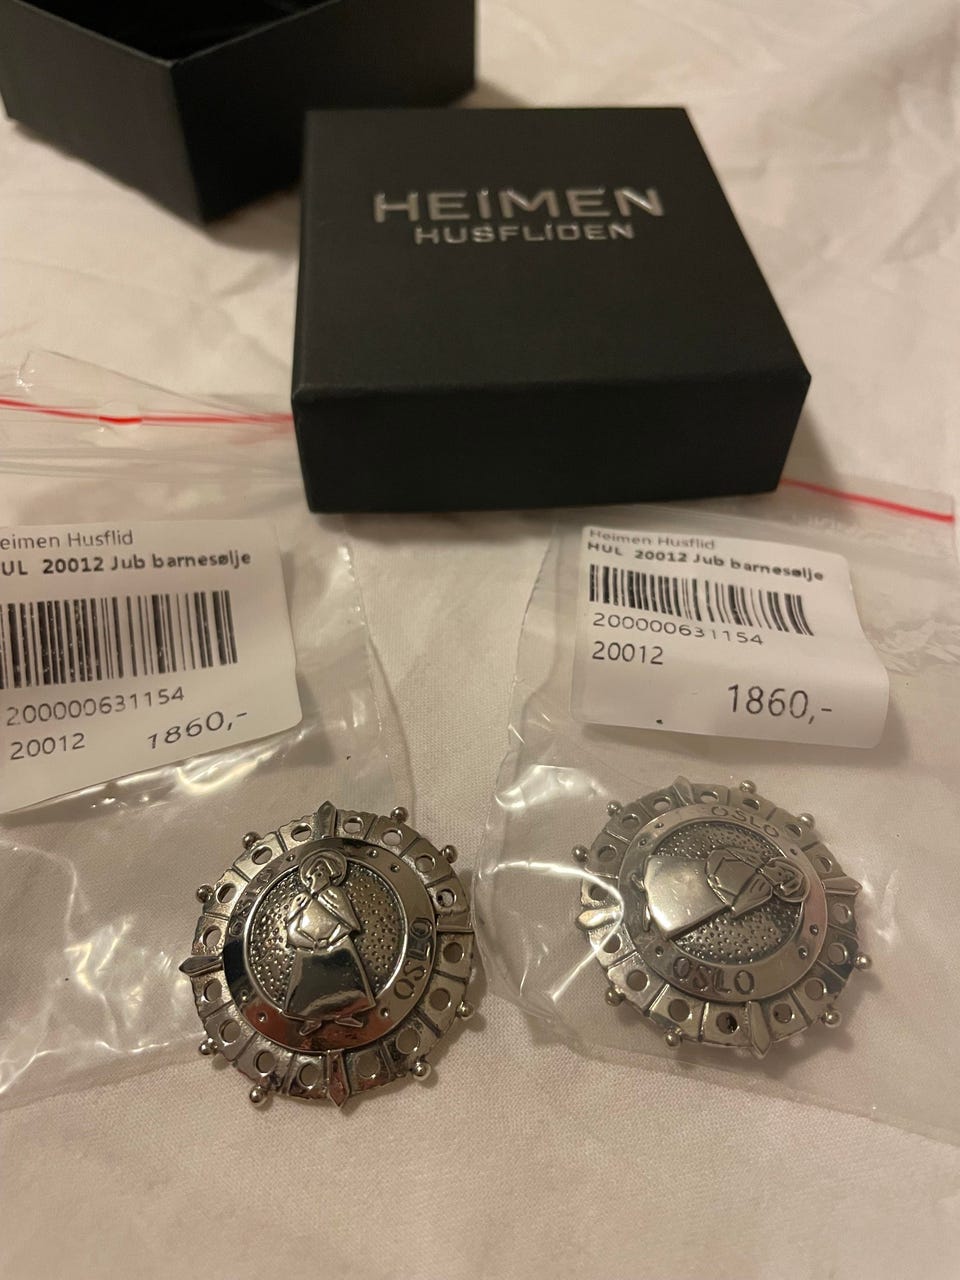 HEIMEN
HUSFLIDEN
eimen Husflid
UL 20012 Jub barnesølje
200000631154
20012
1860,-
Heimen Husflid
HUL 20012 Jub barnesølje
200000631154
20012
1860,-
OSLO
OSLO
OSLO
OSLO